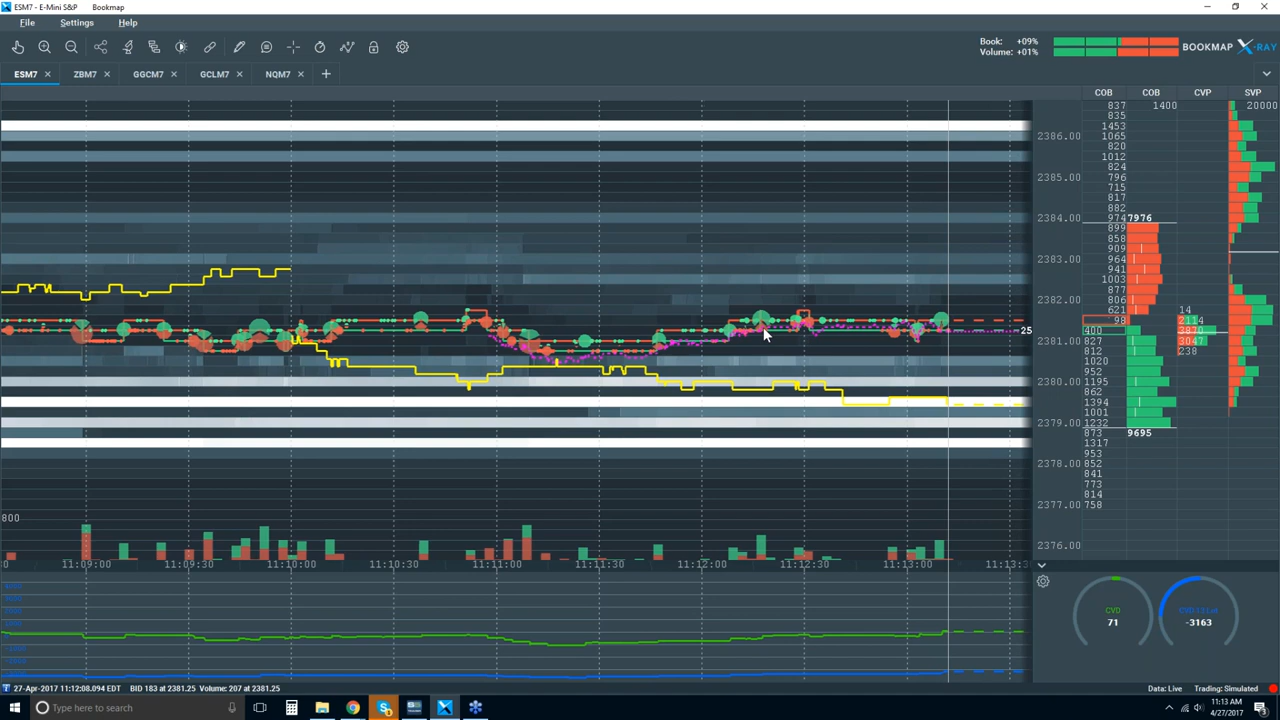 ESM7 - E-Mini S&P Bookmap
File Settings Help
Book: +09%
Volume: +01%
BOOKMAP X-RAY
ESM7 ZBM7 GGCM7 GCLM7 NQM7
COB COB CVP SVP
837 1400 20000
835
1453
2386.00
1065
820
1012
824
2385.00
796
715
817
882
2384.00 974 7976
899
858
909
2383.00 964
941
1003
877
2382.00 806
621 14
98 2114
25 400 3870
2381.00 827 3047
812 238
1020
952
2380.00 1195
862
1394
1001
2379.00 1232
873 9695
1317
953
2378.00 852
841
773
814
2377.00 758
800
2376.00
0 11:09:00 11:09:30 11:10:00 11:10:30 11:11:00 11:11:30 11:12:00 11:12:30 11:13:00 11:13:3
CVD
71
-3163
27-Apr-2017 11:12:08.094 EDT BID 183 at 2381.25 Volume: 207 at 2381.25
Data: Live Trading: Simulated
Type here to search
11:13 AM
4/27/2017